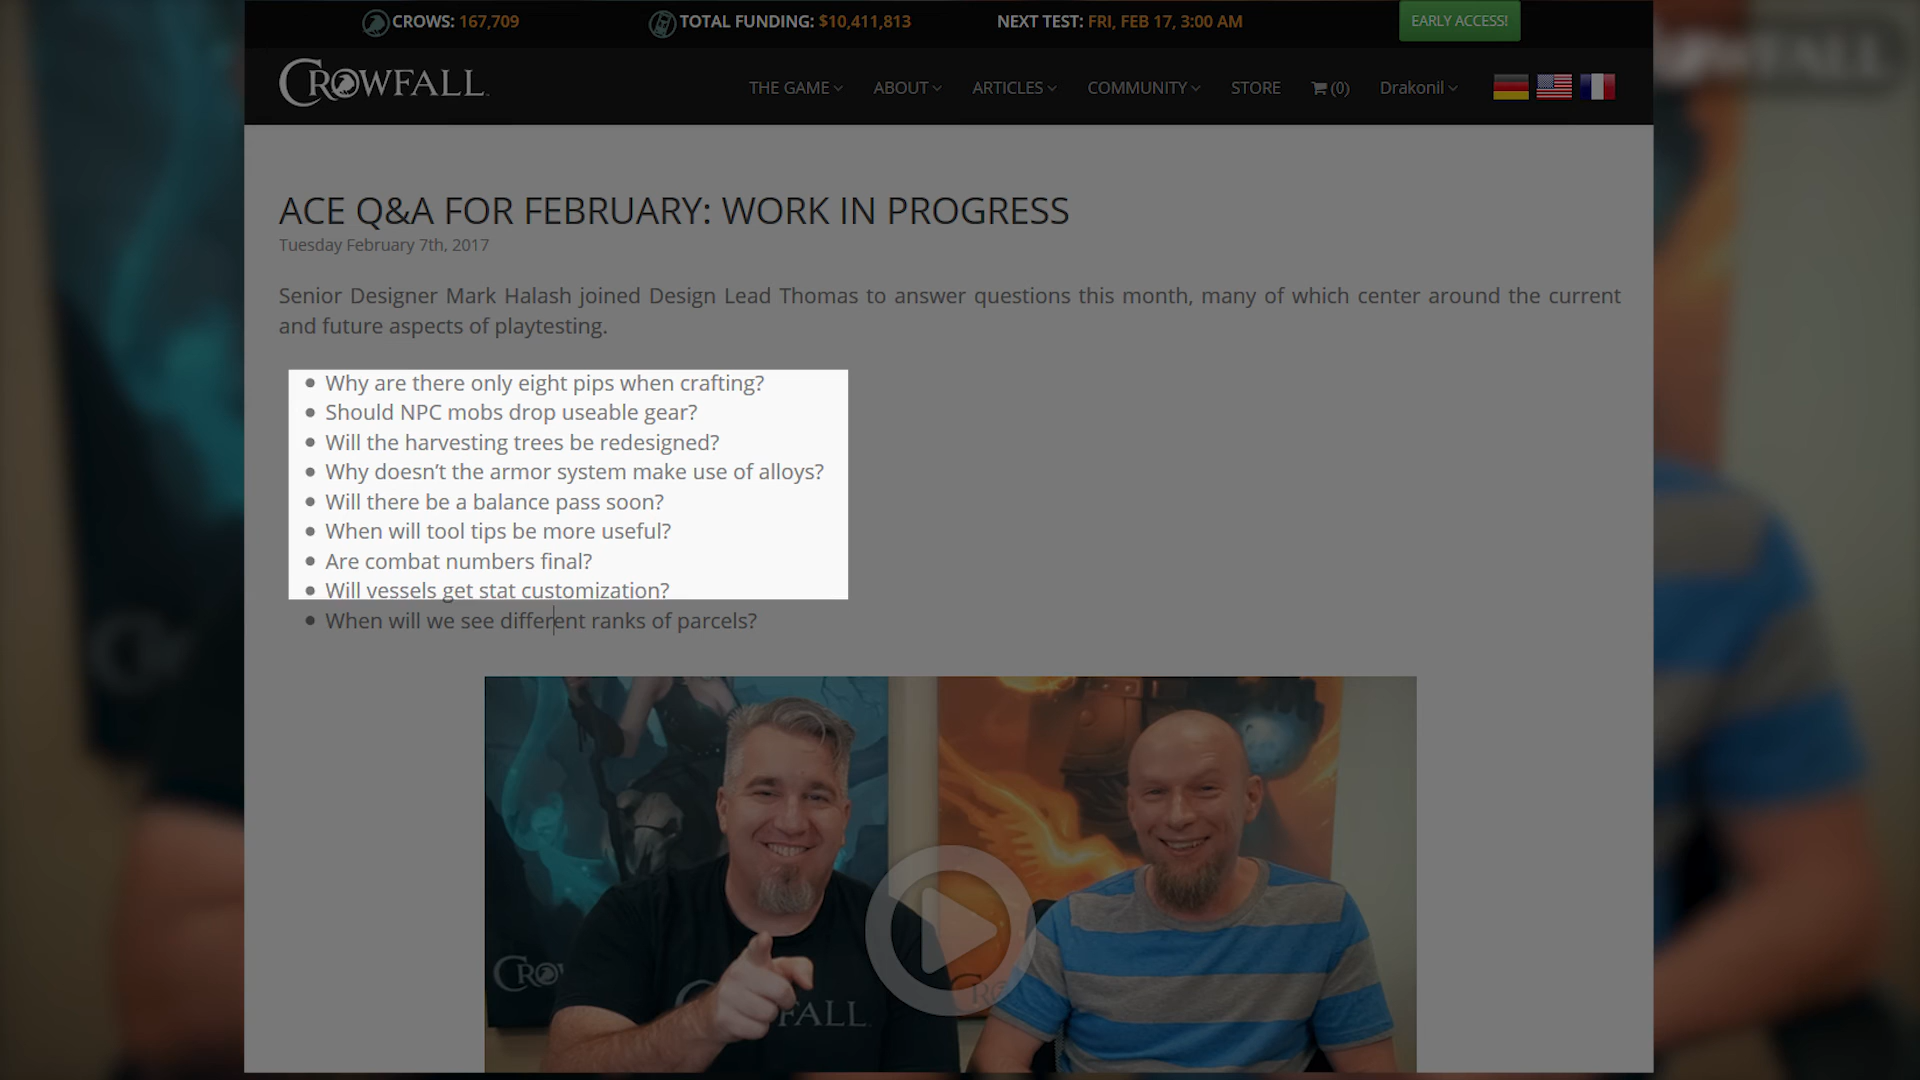 CROWS: 167,709
TOTAL FUNDING: $10,411,813
NEXT TEST: FRI, FEB 17, 3:00 AM
EARLY ACCESS!
CROWFALL
THE GAME
ABOUT
ARTICLES
COMMUNITY
STORE
(0)
Drakonil
ACE Q&A FOR FEBRUARY: WORK IN PROGRESS
Tuesday February 7th, 2017
Senior Designer Mark Halash joined Design Lead Thomas to answer questions this month, many of which center around the current
and future aspects of playtesting.
• Why are there only eight pips when crafting?
• Should NPC mobs drop useable gear?
• Will the harvesting trees be redesigned?
• Why doesn’t the armor system make use of alloys?
• Will there be a balance pass soon?
• When will tool tips be more useful?
• Are combat numbers final?
• Will vessels get stat customization?
• When will we see different ranks of parcels?